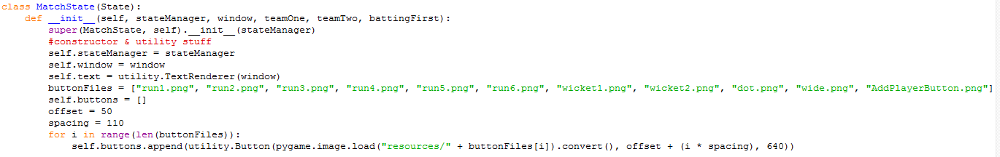 class MatchState(State):
    def __init__(self, stateManager, window, teamOne, teamTwo, battingFirst):
        super(MatchState, self).__init__(stateManager)
        #constructor & utility stuff
        self.stateManager = stateManager
        self.window = window
        self.text = utility.TextRenderer(window)
        buttonFiles = ["run1.png", "run2.png", "run3.png", "run4.png", "run5.png", "run6.png", "wicket1.png", "wicket2.png", "dot.png", "wide.png", "AddPlayerButton.png"]
        self.buttons = []
        offset = 50
        spacing = 110
        for i in range(len(buttonFiles)):
            self.buttons.append(utility.Button(pygame.image.load("resources/" + buttonFiles[i]).convert(), offset + (i * spacing), 640))